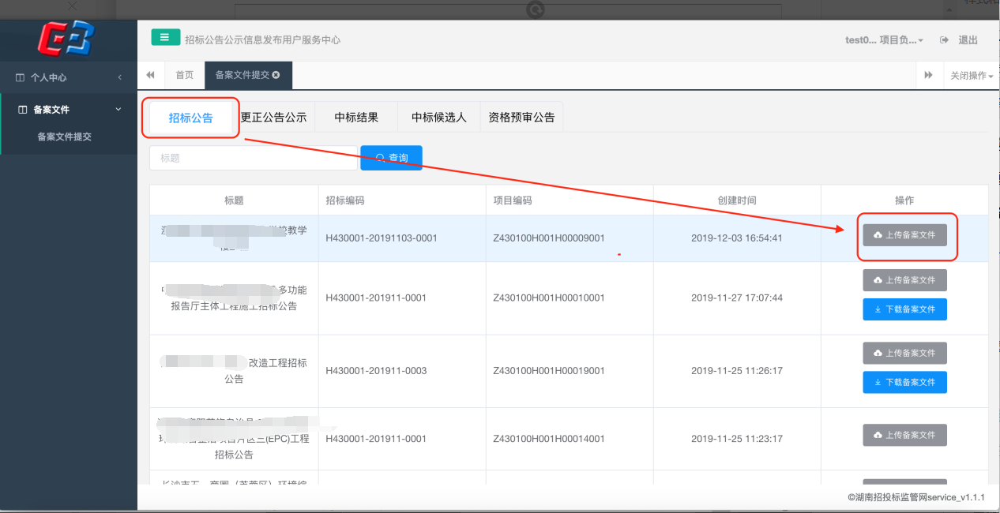 招标公告公示信息发布用户服务中心
test0... 项目负...
退出
个人中心
首页
备案文件提交
关闭操作
备案文件
备案文件提交
招标公告
更正公告公示
中标结果
中标候选人
资格预审公告
标题
查询
标题
招标编码
项目编码
创建时间
操作
学校教学
H430001-20191103-0001
Z430100H001H00009001
2019-12-03 16:54:41
上传备案文件
多功能
报告厅主体工程施工招标公告
H430001-201911-0001
Z430100H001H00010001
2019-11-27 17:07:44
上传备案文件
下载备案文件
改造工程招标
公告
H430001-201911-0003
Z430100H001H00019001
2019-11-25 11:26:17
上传备案文件
下载备案文件
片区三(EPC)工程
招标公告
H430001-201911-0001
Z430100H001H00014001
2019-11-25 11:23:17
上传备案文件
©湖南招投标监管网service_v1.1.1